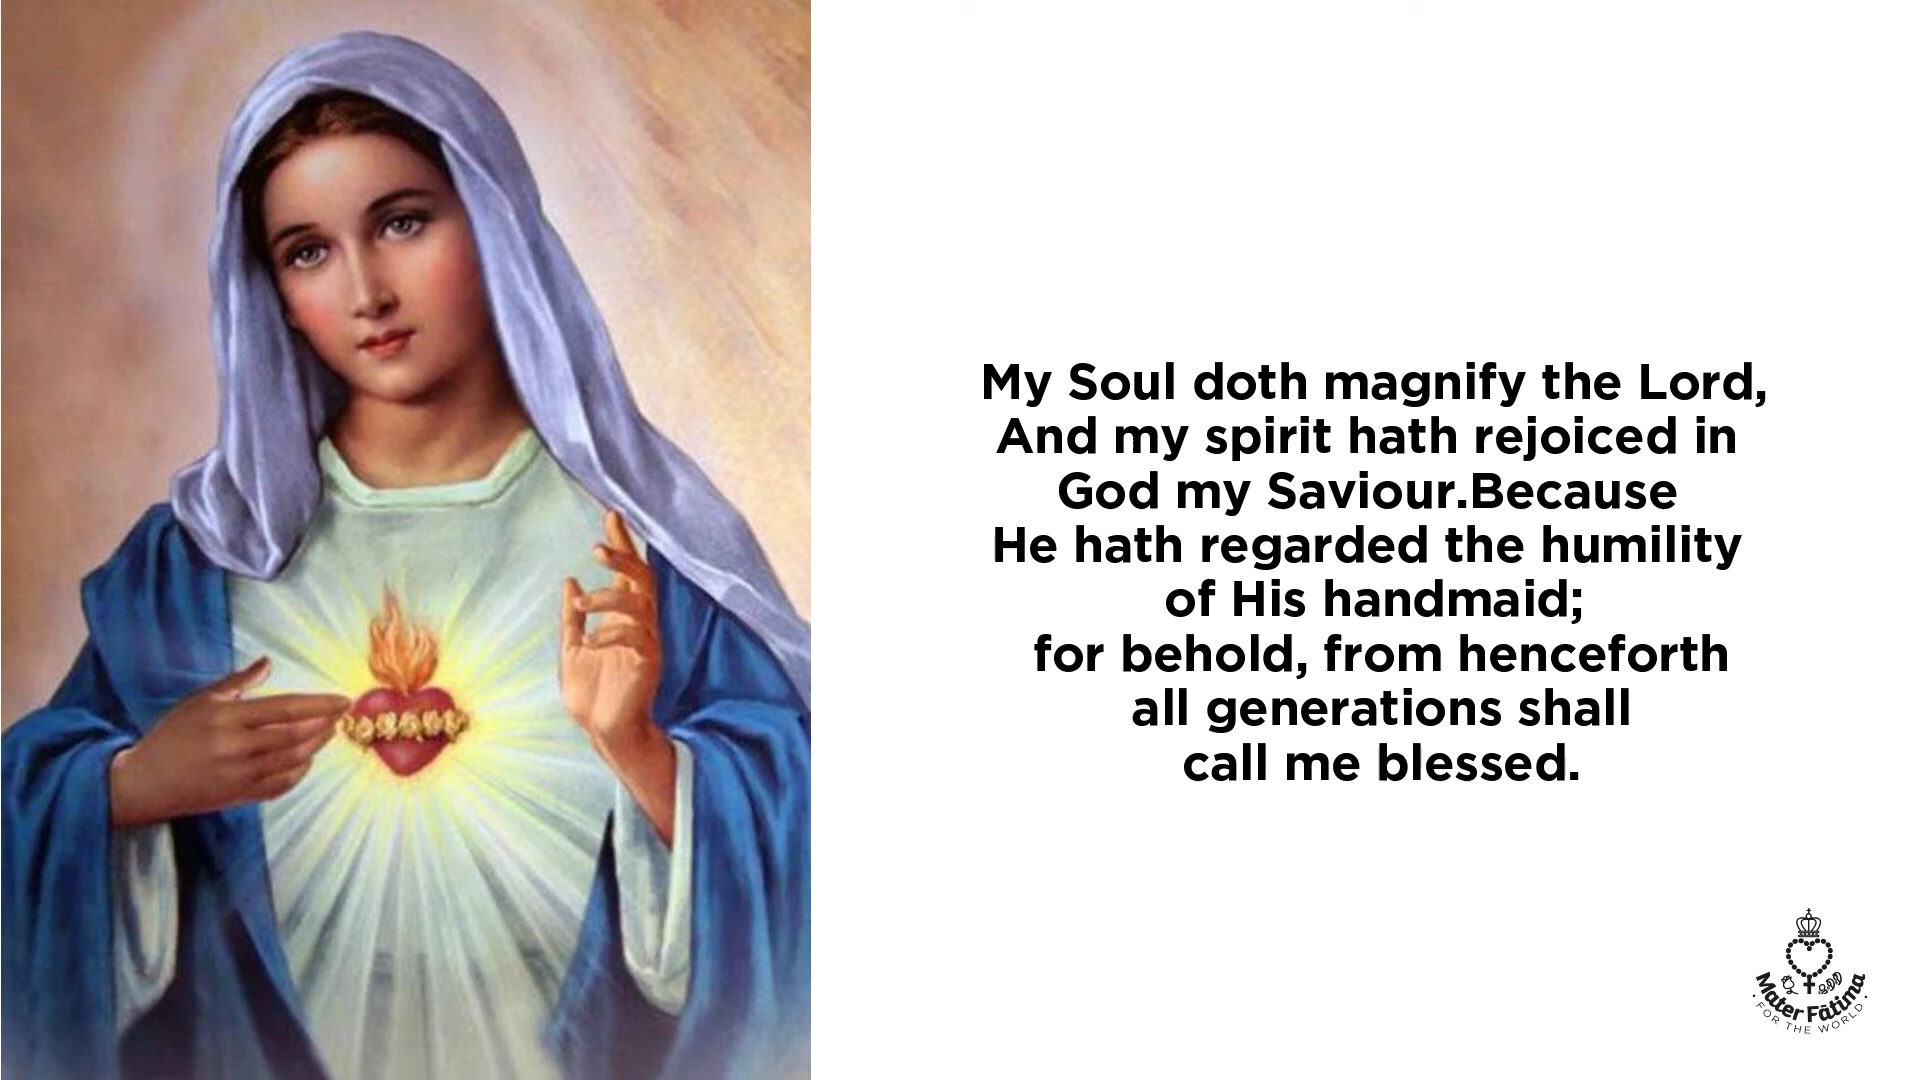 My Soul doth magnify the Lord,
And my spirit hath rejoiced in
God my Saviour.Because
He hath regarded the humility
of His handmaid;
for behold, from henceforth
all generations shall
call me blessed.
Mater Fātima
· FOR THE WORLD ·